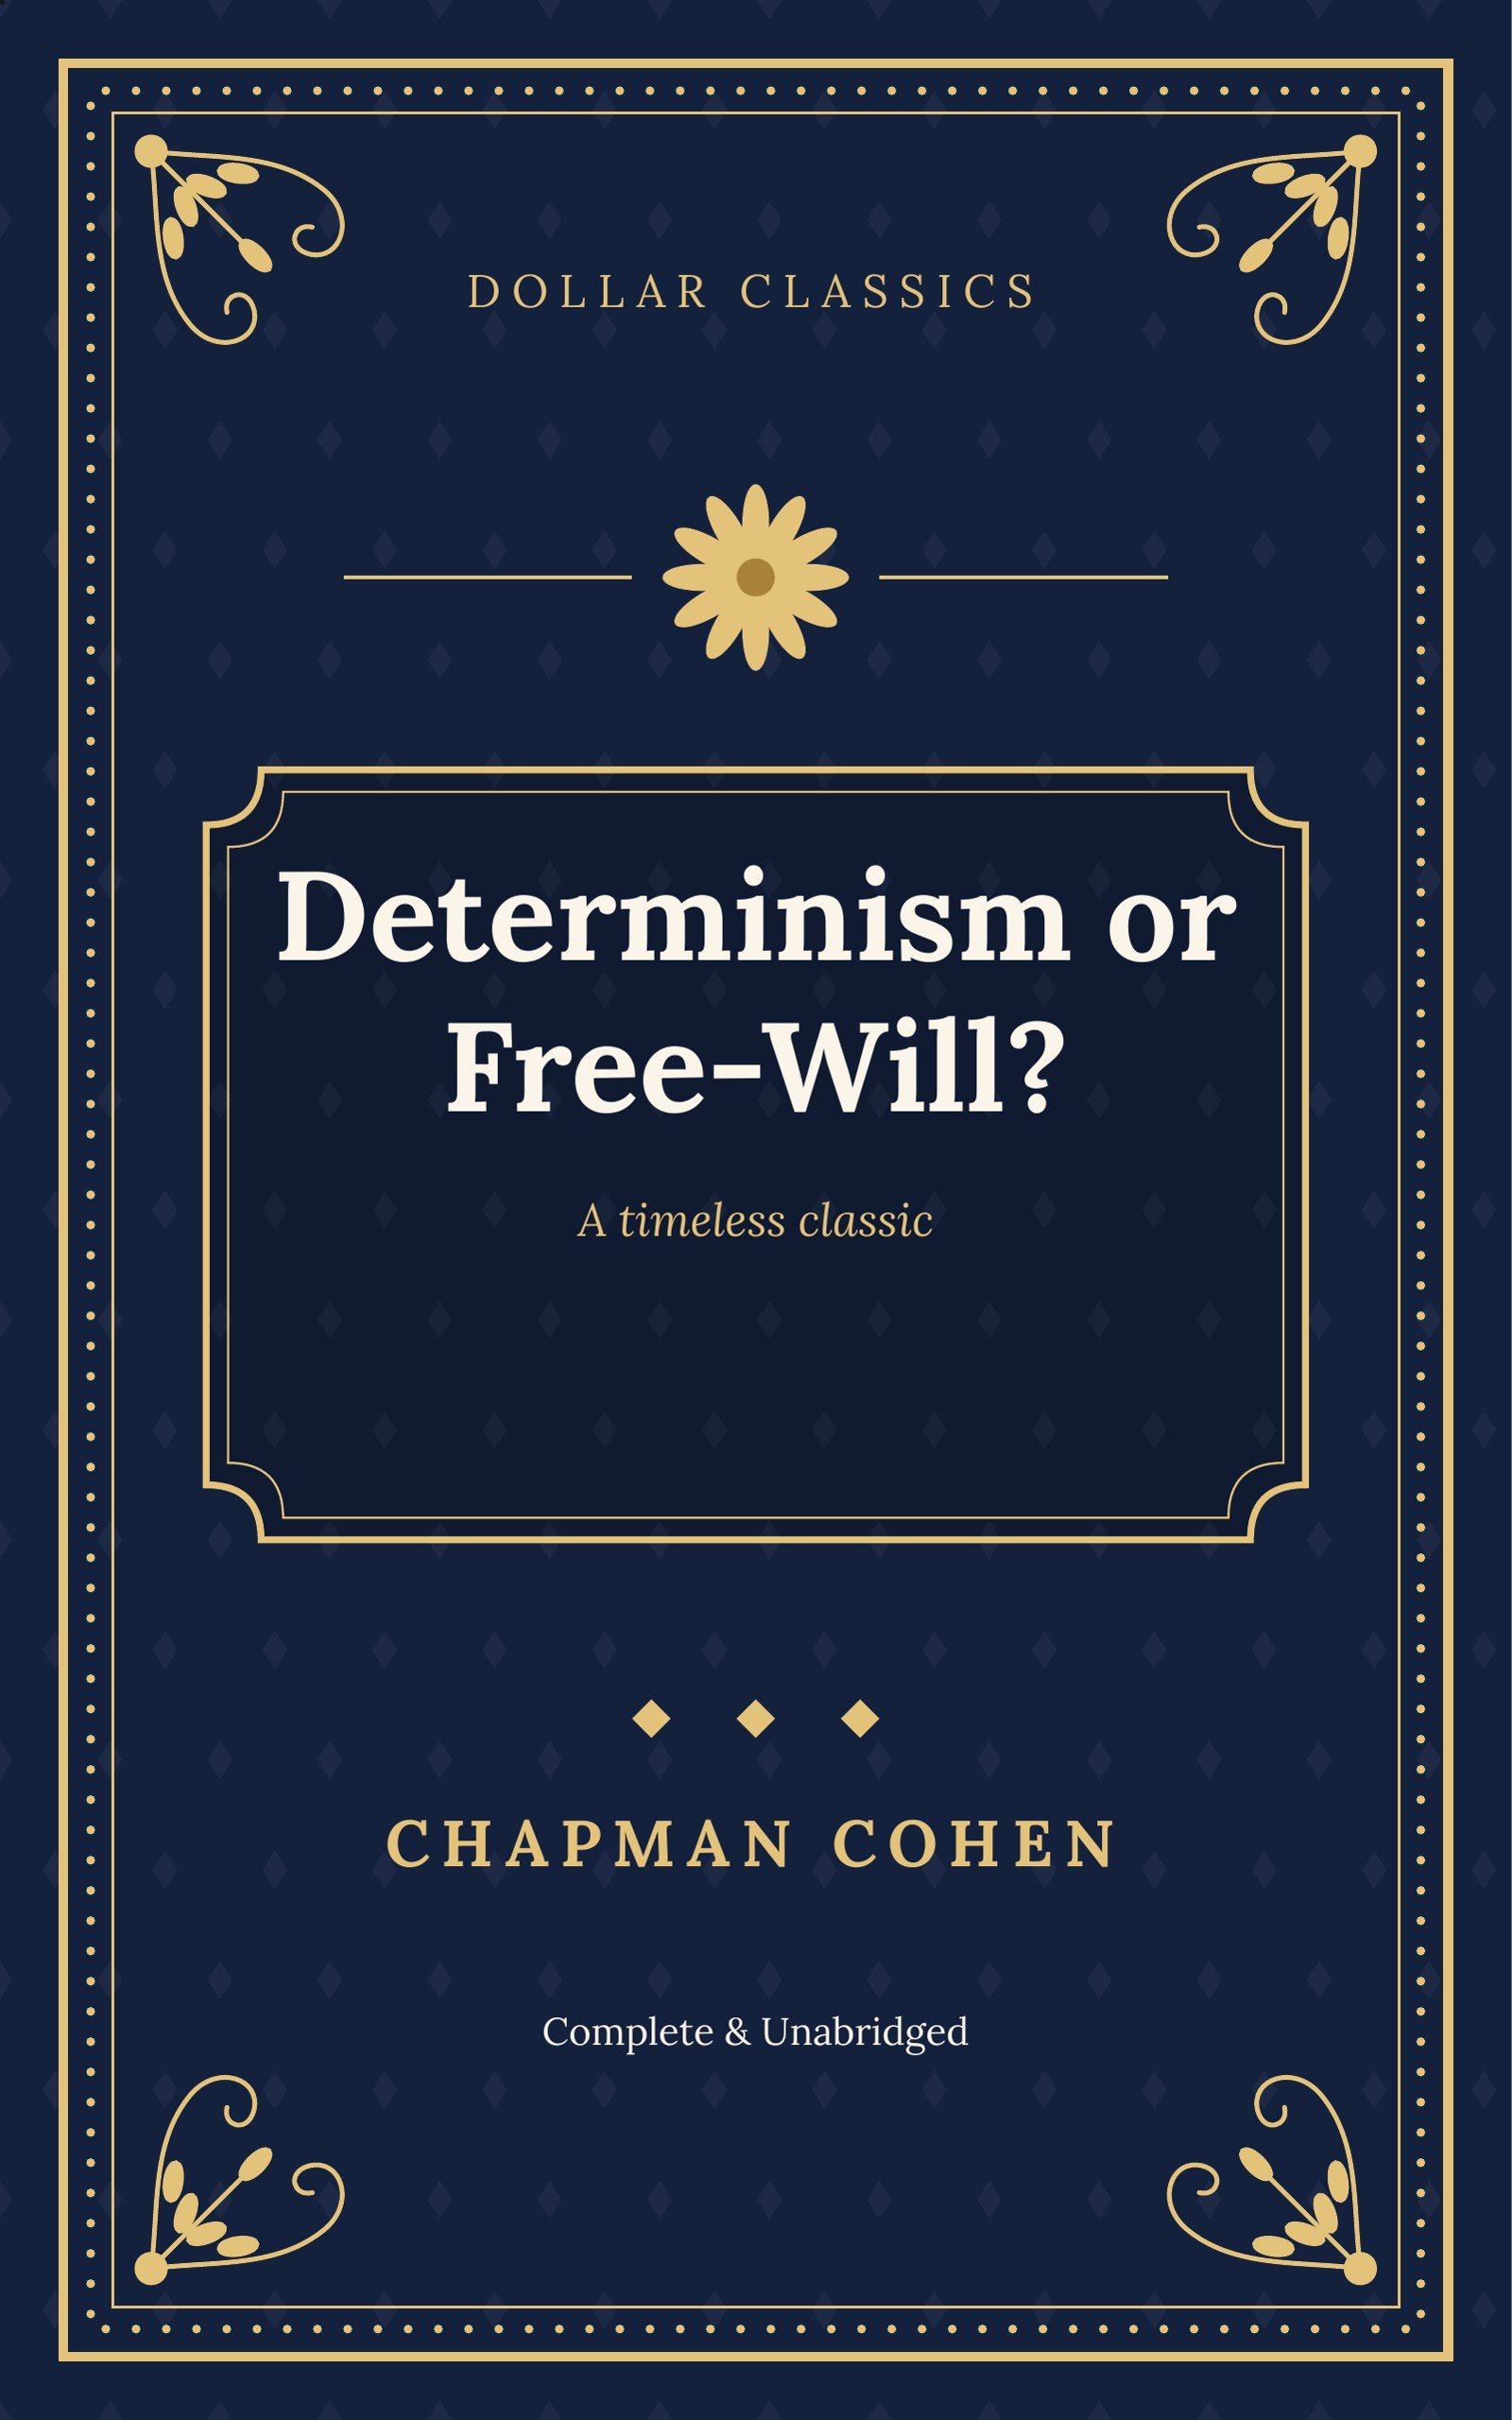 DOLLAR CLASSICS
Determinism or
Free-Will?
A timeless classic
CHAPMAN COHEN
Complete & Unabridged